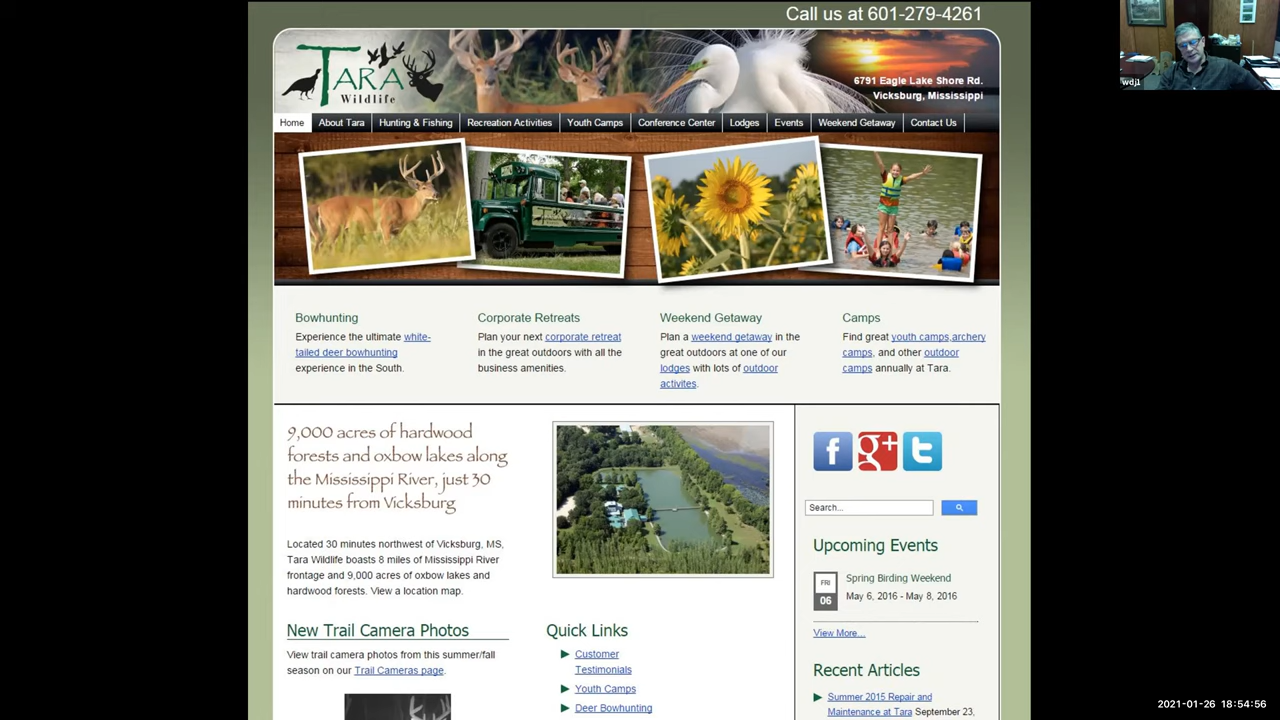 Call us at 601-279-4261
TARA
Wildlife
6791 Eagle Lake Shore Rd.
Vicksburg, Mississippi
wdj1
Home
About Tara
Hunting & Fishing
Recreation Activities
Youth Camps
Conference Center
Lodges
Events
Weekend Getaway
Contact Us
Bowhunting
Experience the ultimate white-
tailed deer bowhunting
experience in the South.
Corporate Retreats
Plan your next corporate retreat
in the great outdoors with all the
business amenities.
Weekend Getaway
Plan a weekend getaway in the
great outdoors at one of our
lodges with lots of outdoor
activites.
Camps
Find great youth camps,archery
camps, and other outdoor
camps annually at Tara.
9,000 acres of hardwood
forests and oxbow lakes along
the Mississippi River, just 30
minutes from Vicksburg
Located 30 minutes northwest of Vicksburg, MS,
Tara Wildlife boasts 8 miles of Mississippi River
frontage and 9,000 acres of oxbow lakes and
hardwood forests. View a location map.
New Trail Camera Photos
View trail camera photos from this summer/fall
season on our Trail Cameras page.
Quick Links
Customer
Testimonials
Youth Camps
Deer Bowhunting
f
g+
Search...
Upcoming Events
FRI
06
Spring Birding Weekend
May 6, 2016 - May 8, 2016
View More...
Recent Articles
Summer 2015 Repair and
Maintenance at Tara September 23,
2021-01-26 18:54:56